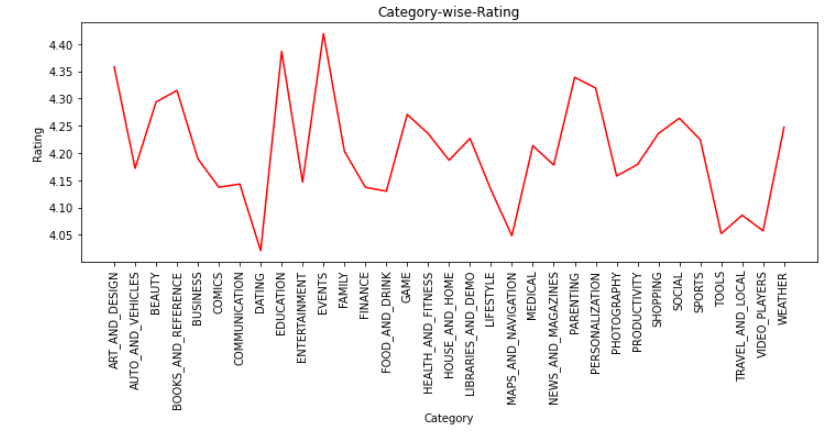 Category-wise-Rating
Rating
4.40
4.35
4.30
4.25
4.20
4.15
4.10
4.05
ART_AND_DESIGN
AUTO_AND_VEHICLES
BEAUTY
BOOKS_AND_REFERENCE
BUSINESS
COMICS
COMMUNICATION
DATING
EDUCATION
ENTERTAINMENT
EVENTS
FAMILY
FINANCE
FOOD_AND_DRINK
GAME
HEALTH_AND_FITNESS
HOUSE_AND_HOME
LIBRARIES_AND_DEMO
LIFESTYLE
MAPS_AND_NAVIGATION
MEDICAL
NEWS_AND_MAGAZINES
PARENTING
PERSONALIZATION
PHOTOGRAPHY
PRODUCTIVITY
SHOPPING
SOCIAL
SPORTS
TOOLS
TRAVEL_AND_LOCAL
VIDEO_PLAYERS
WEATHER
Category